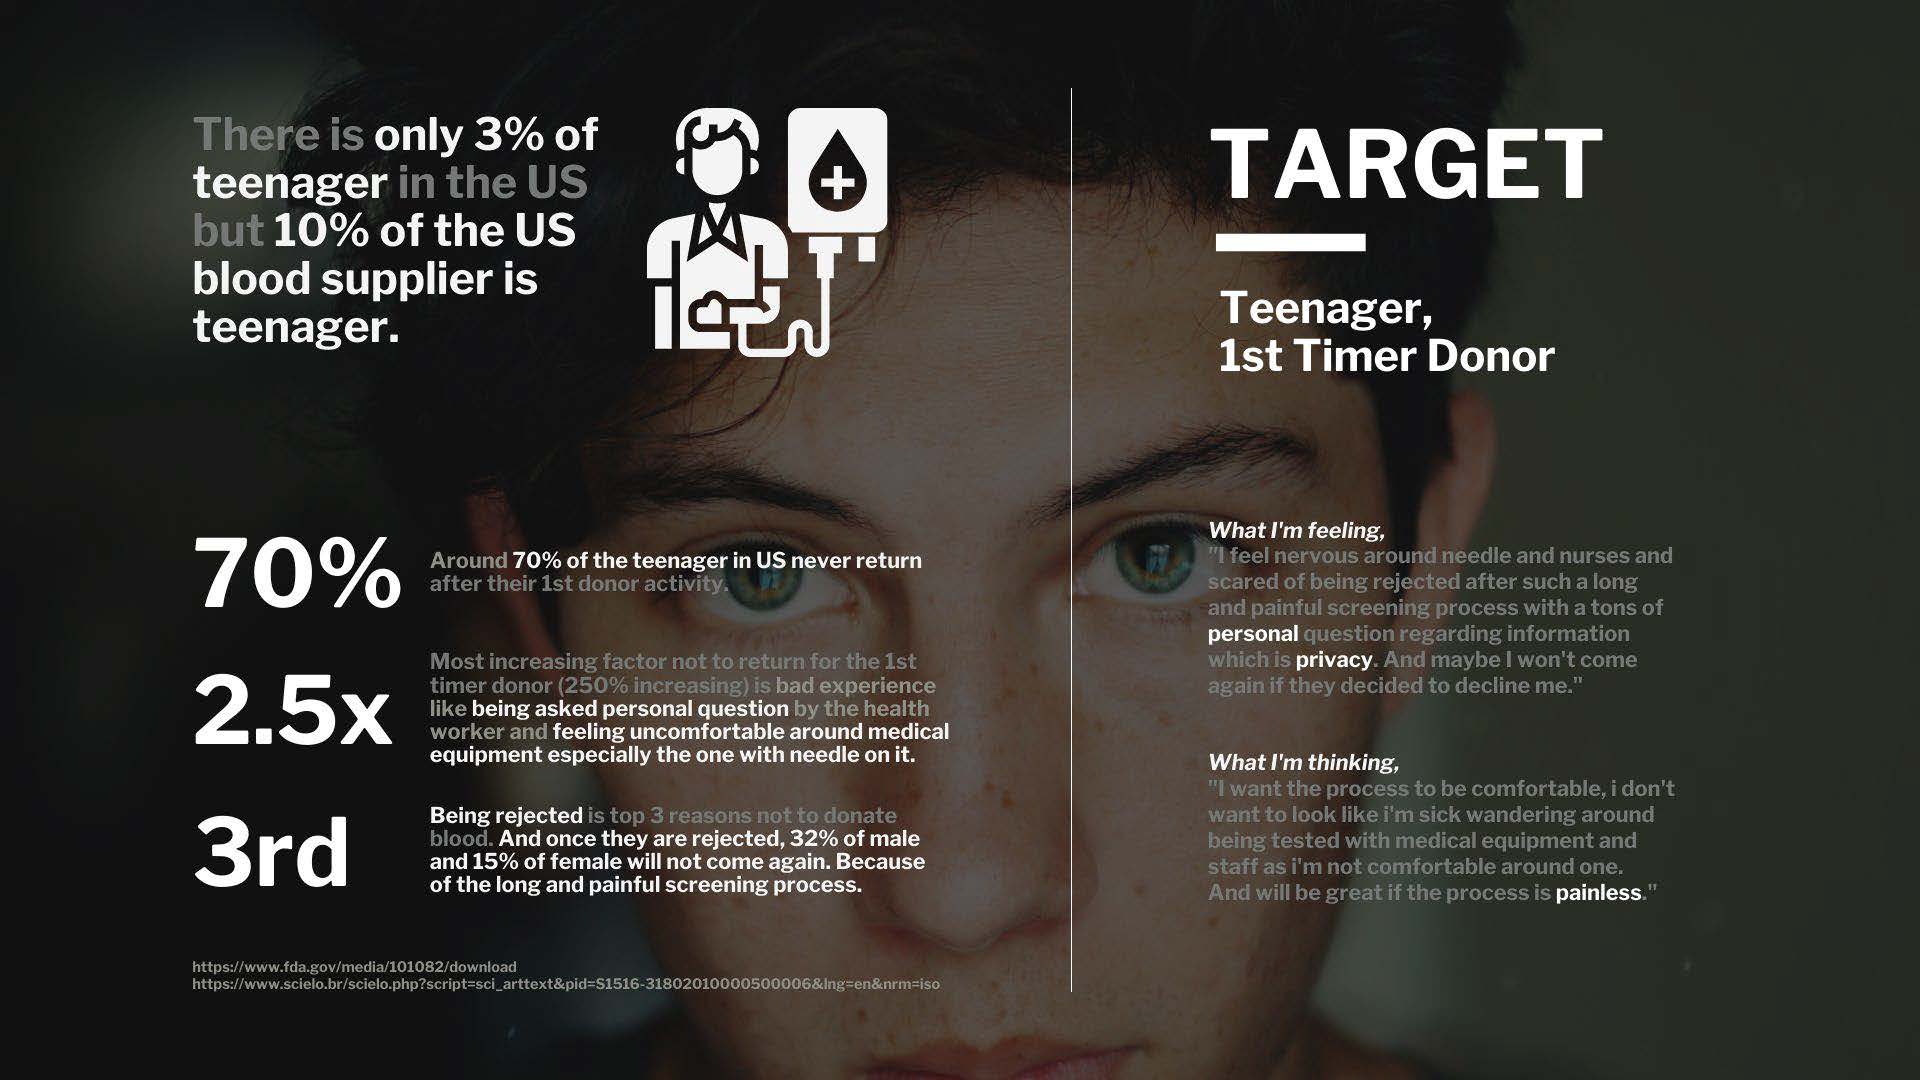 There is only 3% of
teenager in the US
but 10% of the US
blood supplier is
teenager.
70%
Around 70% of the teenager in US never return
after their 1st donor activity.
2.5x
Most increasing factor not to return for the 1st
timer donor (250% increasing) is bad experience
like being asked personal question by the health
worker and feeling uncomfortable around medical
equipment especially the one with needle on it.
3rd
Being rejected is top 3 reasons not to donate
blood. And once they are rejected, 32% of male
and 15% of female will not come again. Because
of the long and painful screening process.
https://www.fda.gov/media/101082/download
https://www.scielo.br/scielo.php?script=sci_arttext&pid=S1516-31802010000500006&lng=en&nrm=iso
TARGET
Teenager,
1st Timer Donor
What I'm feeling,
"I feel nervous around needle and nurses and
scared of being rejected after such a long
and painful screening process with a tons of
personal question regarding information
which is privacy. And maybe I won't come
again if they decided to decline me."
What I'm thinking,
"I want the process to be comfortable, i don't
want to look like i'm sick wandering around
being tested with medical equipment and
staff as i'm not comfortable around one.
And will be great if the process is painless."